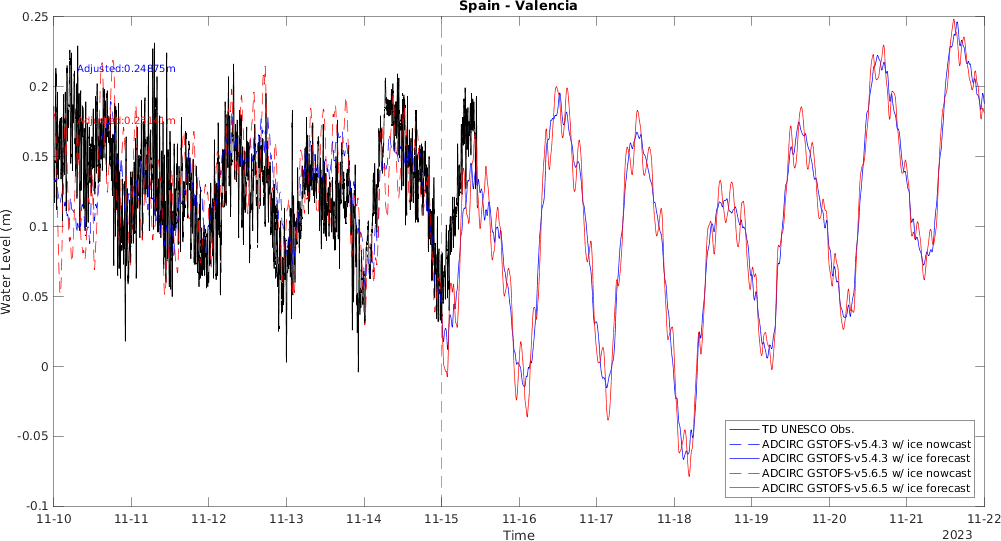 Spain - Valencia
0.25
0.2
0.15
0.1
0.05
0
-0.05
-0.1
Water Level (m)
Adjusted:0.24875m
11-10
11-11
11-12
11-13
11-14
11-15
11-16
11-17
11-18
11-19
11-20
11-21
11-22
Time
2023
TD UNESCO Obs.
ADCIRC GSTOFS-v5.4.3 w/ ice nowcast
ADCIRC GSTOFS-v5.4.3 w/ ice forecast
ADCIRC GSTOFS-v5.6.5 w/ ice nowcast
ADCIRC GSTOFS-v5.6.5 w/ ice forecast